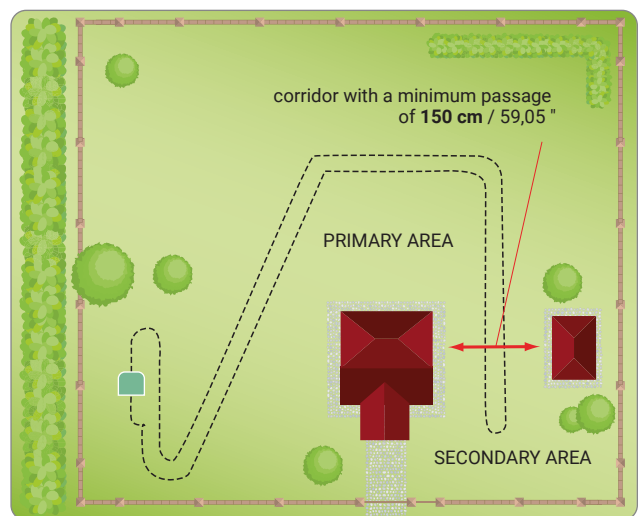 corridor with a minimum passage
of 150 cm / 59,05 "
PRIMARY AREA
SECONDARY AREA